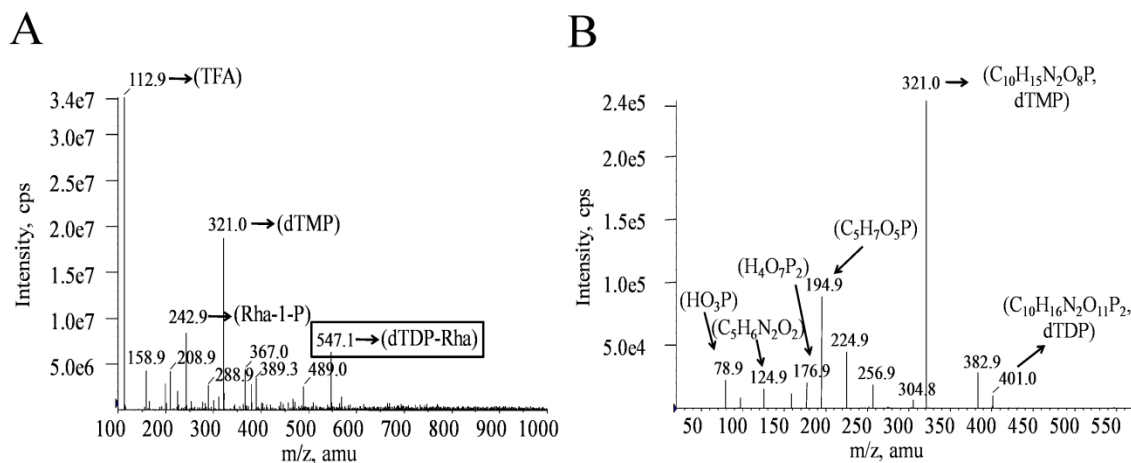 A
112.9→(TFA)
3.4e7
3.0e7
2.5e7
2.0e7
1.5e7
1.0e7
5.0e6
Intensity, cps
321.0→(dTMP)
242.9→(Rha-1-P)
547.1→(dTDP-Rha)
158.9
208.9
288.9
367.0
389.3
489.0
100 200 300 400 500 600 700 800 900 1000
m/z, amu
B
321.0→(C₁₀H₁₅N₂O₈P,
dTMP)
2.4e5
2.0e5
1.5e5
1.0e5
5.0e4
Intensity, cps
(C₅H₇O₅P)
(H₄O₇P₂)
194.9
(HO₃P)
(C₅H₆N₂O₂)
(C₁₀H₁₆N₂O₁₁P₂,
dTDP)
224.9
78.9
124.9
176.9
256.9
304.8
382.9
401.0
50 100 150 200 250 300 350 400 450 500 550
m/z, amu